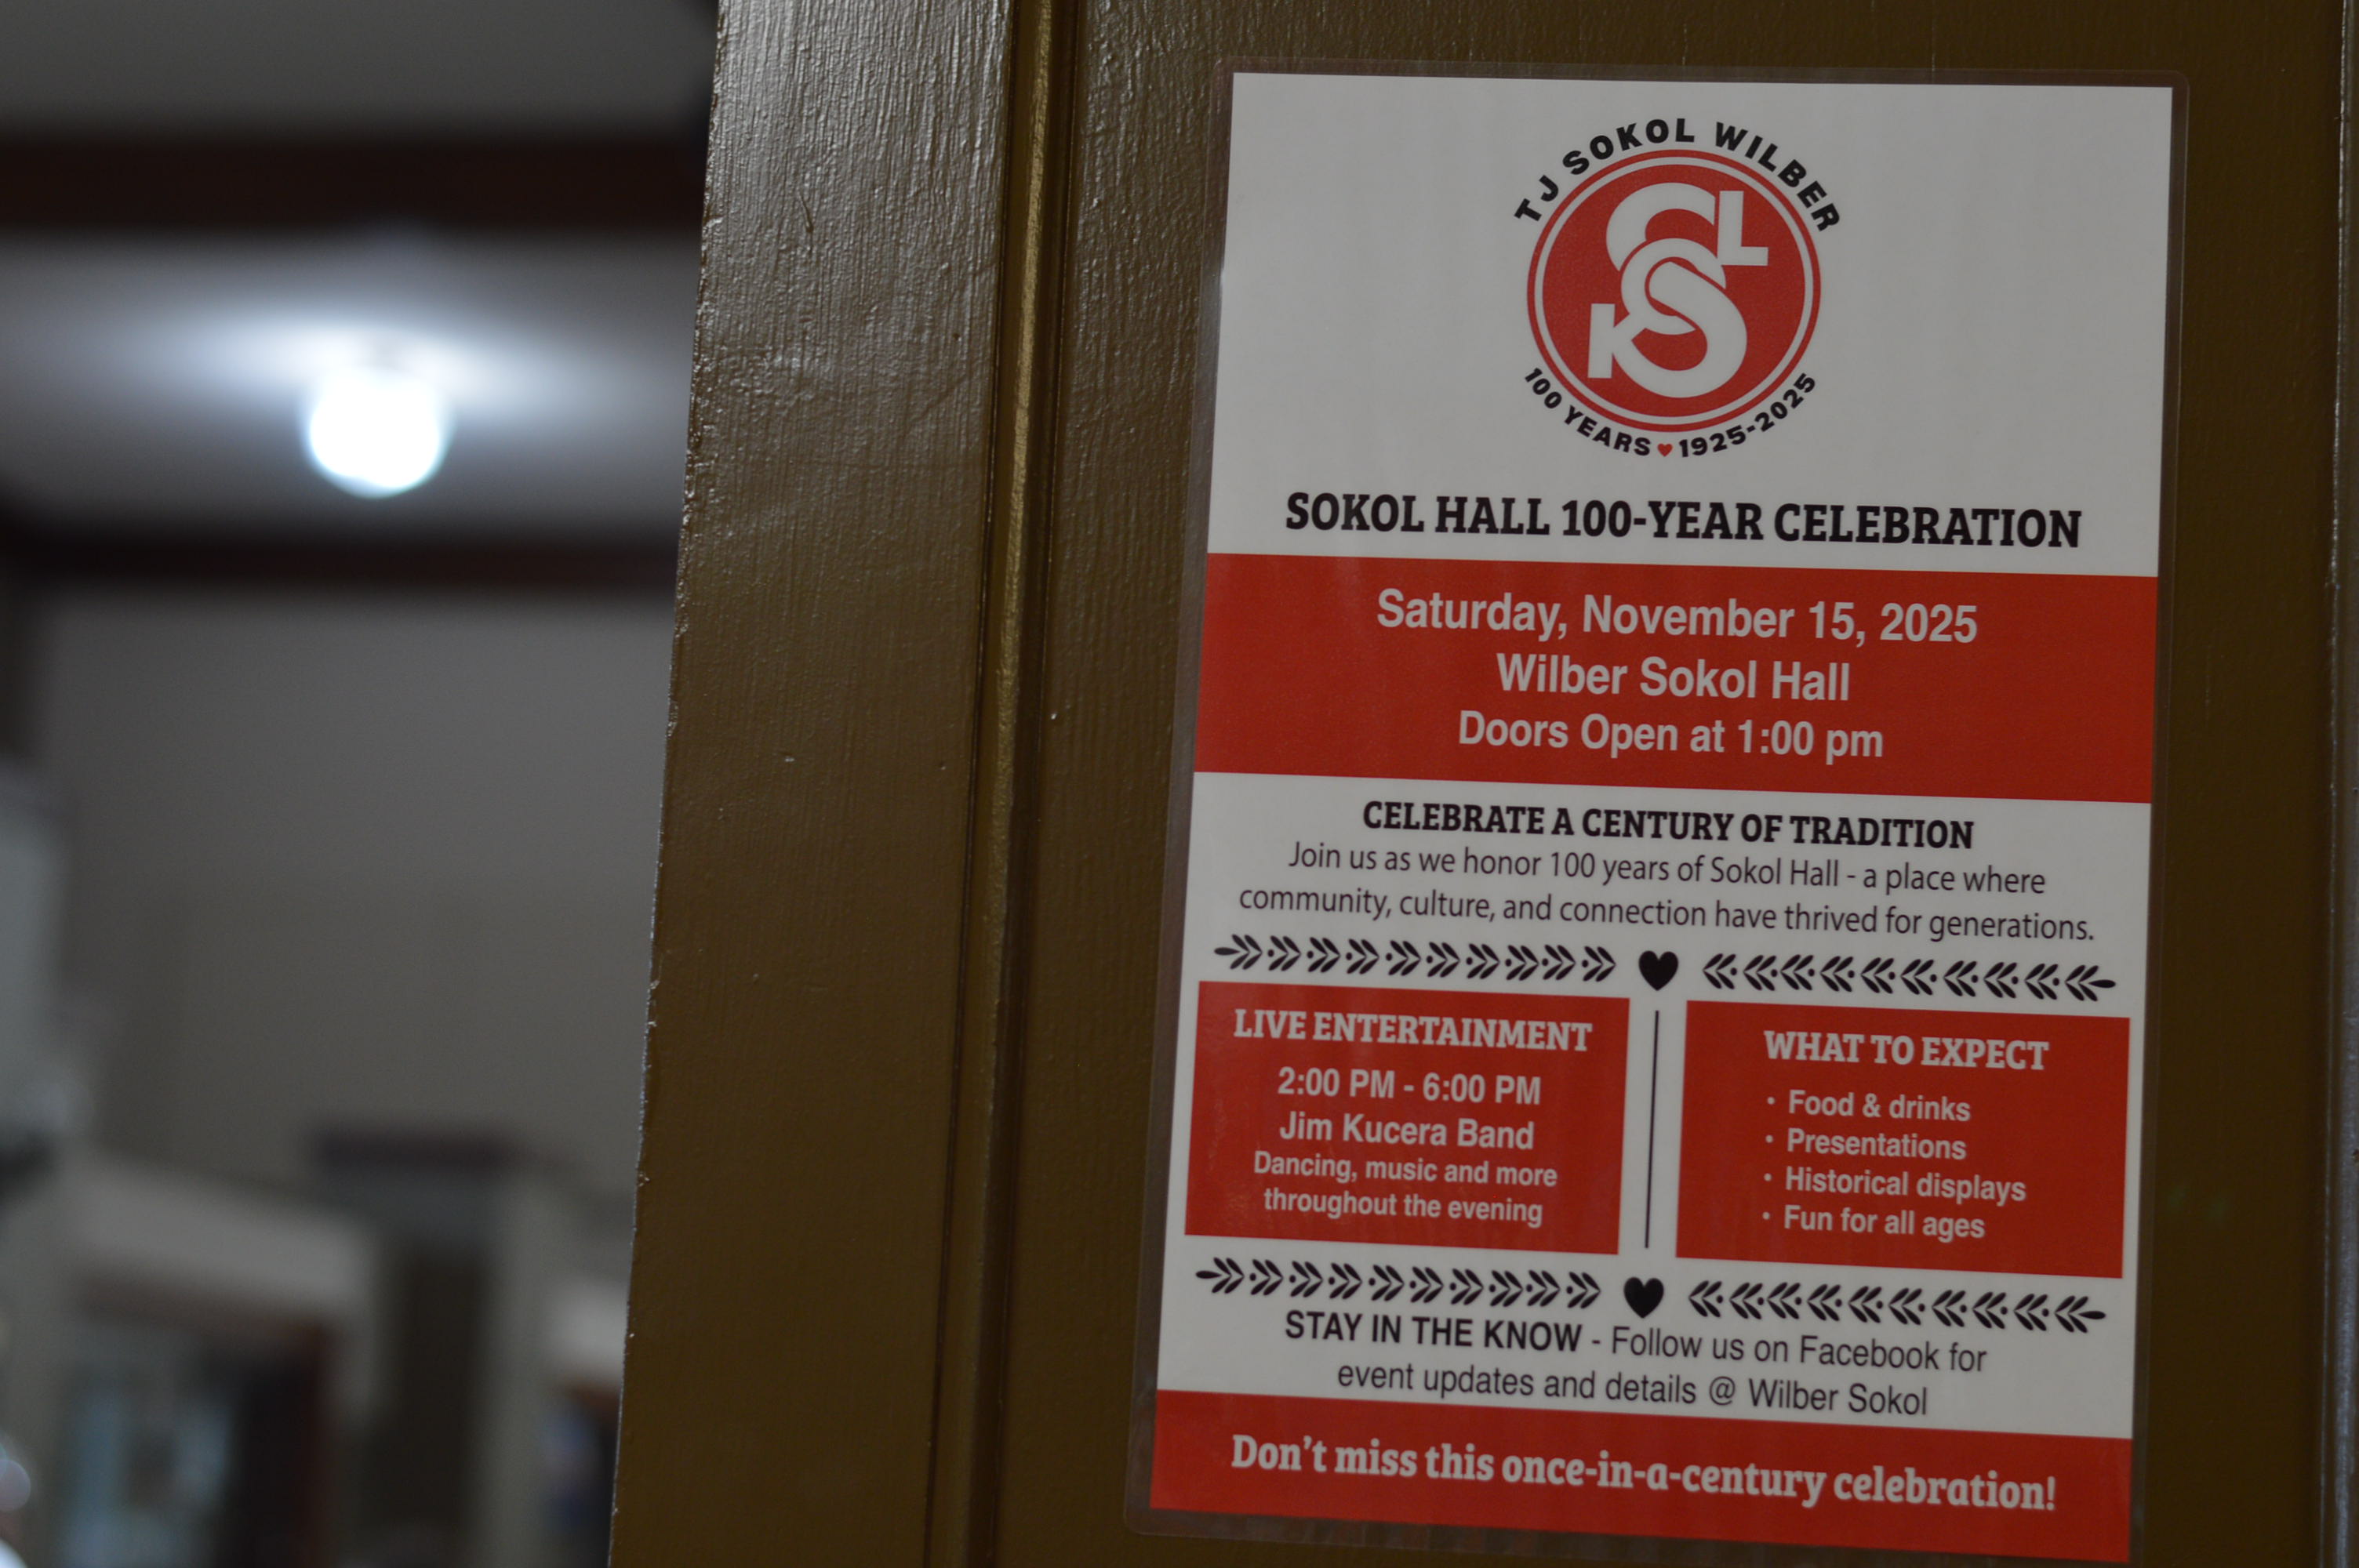 TJ SOKOL WILBER
SLSK
100 YEARS ♥ 1925-2025
SOKOL HALL 100-YEAR CELEBRATION
Saturday, November 15, 2025
Wilber Sokol Hall
Doors Open at 1:00 pm
CELEBRATE A CENTURY OF TRADITION
Join us as we honor 100 years of Sokol Hall - a place where
community, culture, and connection have thrived for generations.
LIVE ENTERTAINMENT
2:00 PM - 6:00 PM
Jim Kucera Band
Dancing, music and more
throughout the evening
WHAT TO EXPECT
• Food & drinks
• Presentations
• Historical displays
• Fun for all ages
STAY IN THE KNOW - Follow us on Facebook for
event updates and details @ Wilber Sokol
Don't miss this once-in-a-century celebration!